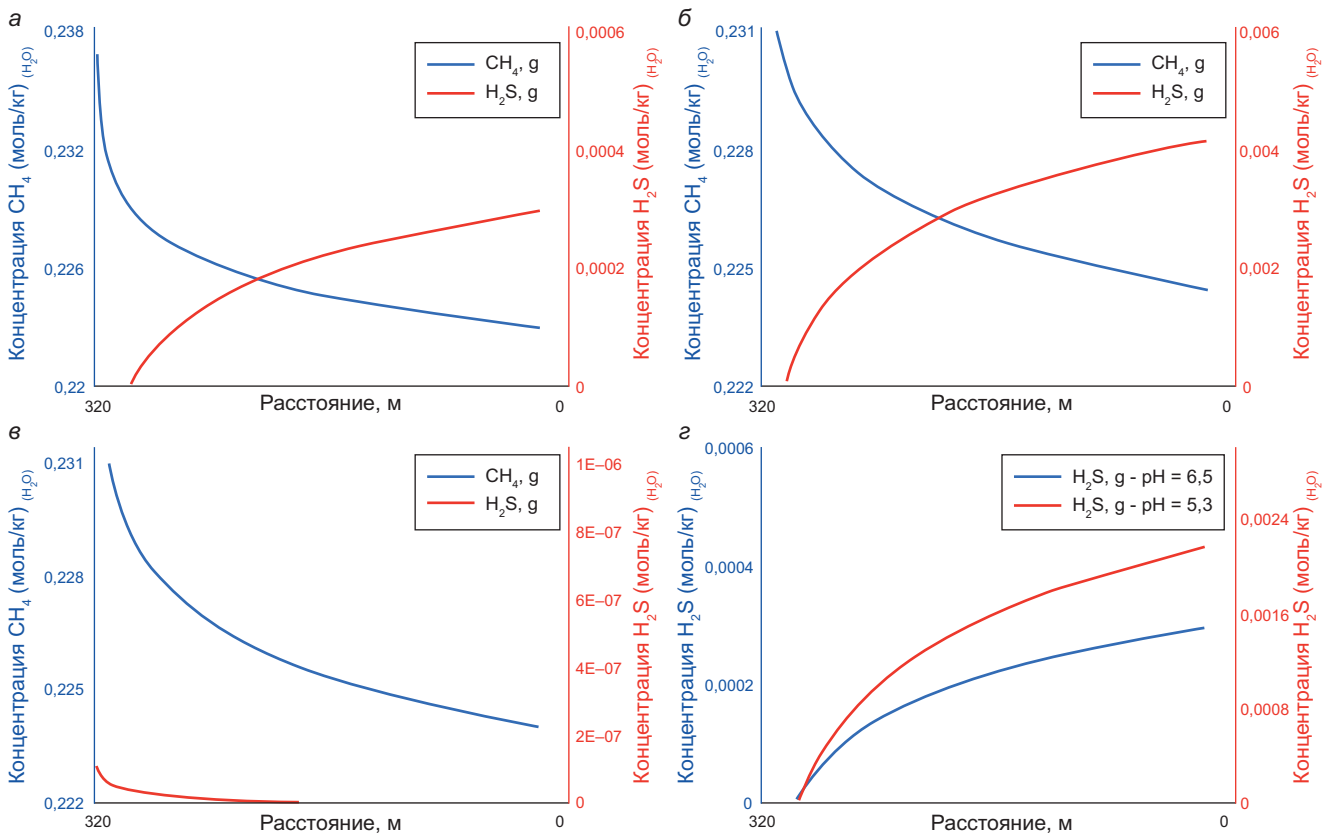 а
Концентрация CH₄ (моль/кг) (H₂O)
0,238
0,232
0,226
0,22
CH₄, g
H₂S, g
0,0006
0,0004
0,0002
0
Концентрация H₂S (моль/кг) (H₂O)
320
Расстояние, м
0
б
Концентрация CH₄ (моль/кг) (H₂O)
0,231
0,228
0,225
0,222
CH₄, g
H₂S, g
0,006
0,004
0,002
0
Концентрация H₂S (моль/кг) (H₂O)
320
Расстояние, м
0
в
Концентрация CH₄ (моль/кг) (H₂O)
0,231
0,228
0,225
0,222
CH₄, g
H₂S, g
1E–06
8E–07
6E–07
4E–07
2E–07
0
Концентрация H₂S (моль/кг) (H₂O)
320
Расстояние, м
0
г
Концентрация H₂S (моль/кг) (H₂O)
0,0006
0,0004
0,0002
0
H₂S, g - pH = 6,5
H₂S, g - pH = 5,3
0,0024
0,0016
0,0008
0
Концентрация H₂S (моль/кг) (H₂O)
320
Расстояние, м
0